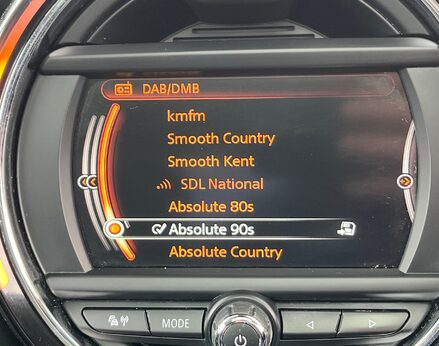 DAB/DMB
kmfm
Smooth Country
Smooth Kent
SDL National
Absolute 80s
Absolute 90s
Absolute Country
MODE